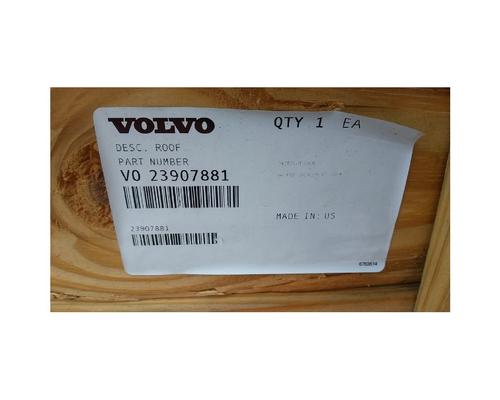 VOLVO QTY 1 EA
DESC. ROOF
PART NUMBER
VO 23907881
MADE IN: US
23907881